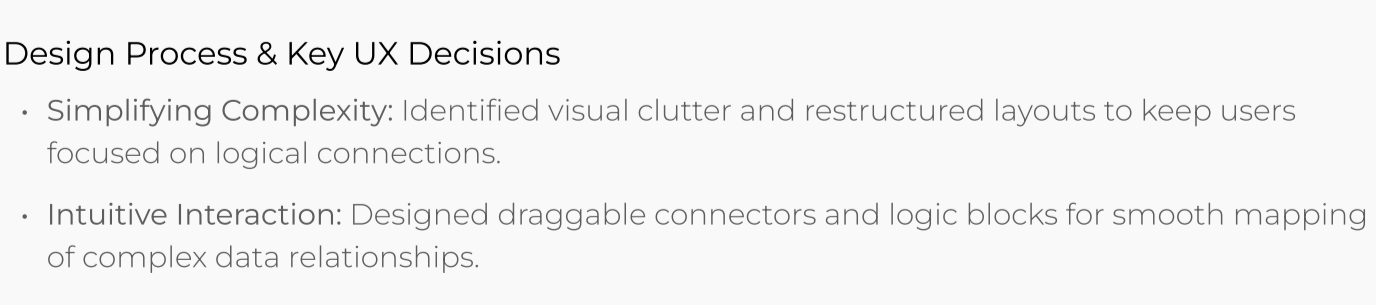 Design Process & Key UX Decisions
• Simplifying Complexity: Identified visual clutter and restructured layouts to keep users
focused on logical connections.
• Intuitive Interaction: Designed draggable connectors and logic blocks for smooth mapping
of complex data relationships.